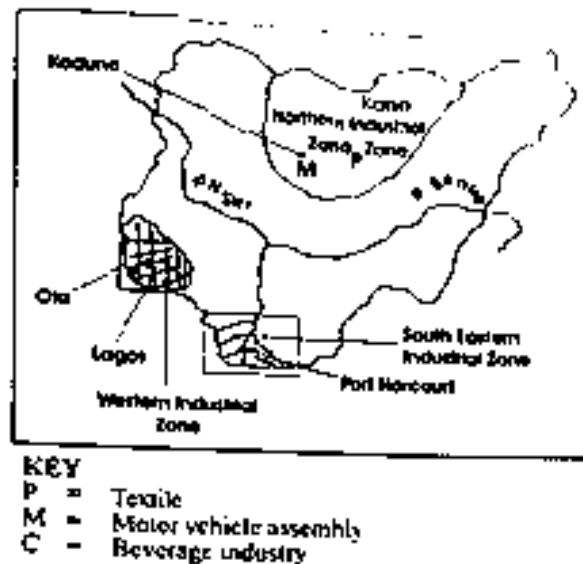 Kaduna
Kano
Northern Industrial
Zone P Zone
M
R Niger
R Benue
Ota
Lagos
Western Industrial
Zone
South Eastern
Industrial Zone
Port Harcourt
KEY
P = Textile
M = Motor vehicle assembly
C = Beverage industry